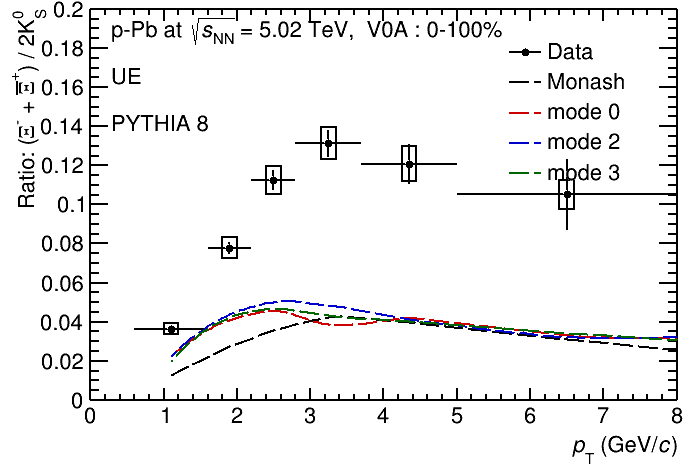 p-Pb at √s_NN = 5.02 TeV, V0A : 0-100%
UE
PYTHIA 8
Data
Monash
mode 0
mode 2
mode 3
Ratio: (Ξ⁻ + Ξ̅⁺) / 2K⁰_S
0.2
0.18
0.16
0.14
0.12
0.1
0.08
0.06
0.04
0.02
0
0 1 2 3 4 5 6 7 8
p_T (GeV/c)